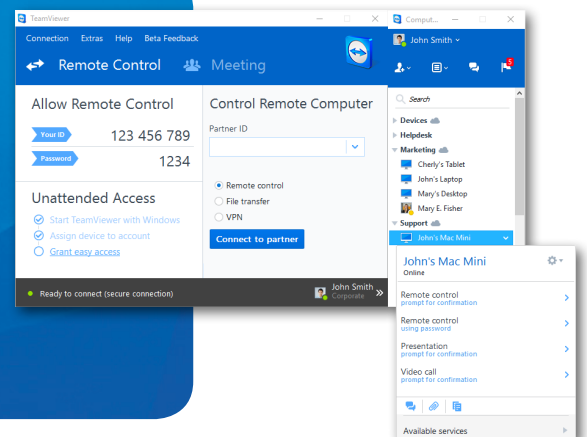 TeamViewer
Connection Extras Help Beta Feedback
Remote Control Meeting
Allow Remote Control
Your ID 123 456 789
Password 1234
Unattended Access
Start TeamViewer with Windows
Assign device to account
Grant easy access
Control Remote Computer
Partner ID
Remote control
File transfer
VPN
Connect to partner
Ready to connect (secure connection)
John Smith
Corporate
Comput...
John Smith
5
Search
Devices
Helpdesk
Marketing
Cherly's Tablet
John's Laptop
Mary's Desktop
Mary E. Fisher
Support
John's Mac Mini
John's Mac Mini
Online
Remote control
prompt for confirmation
Remote control
using password
Presentation
prompt for confirmation
Video call
prompt for confirmation
Available services